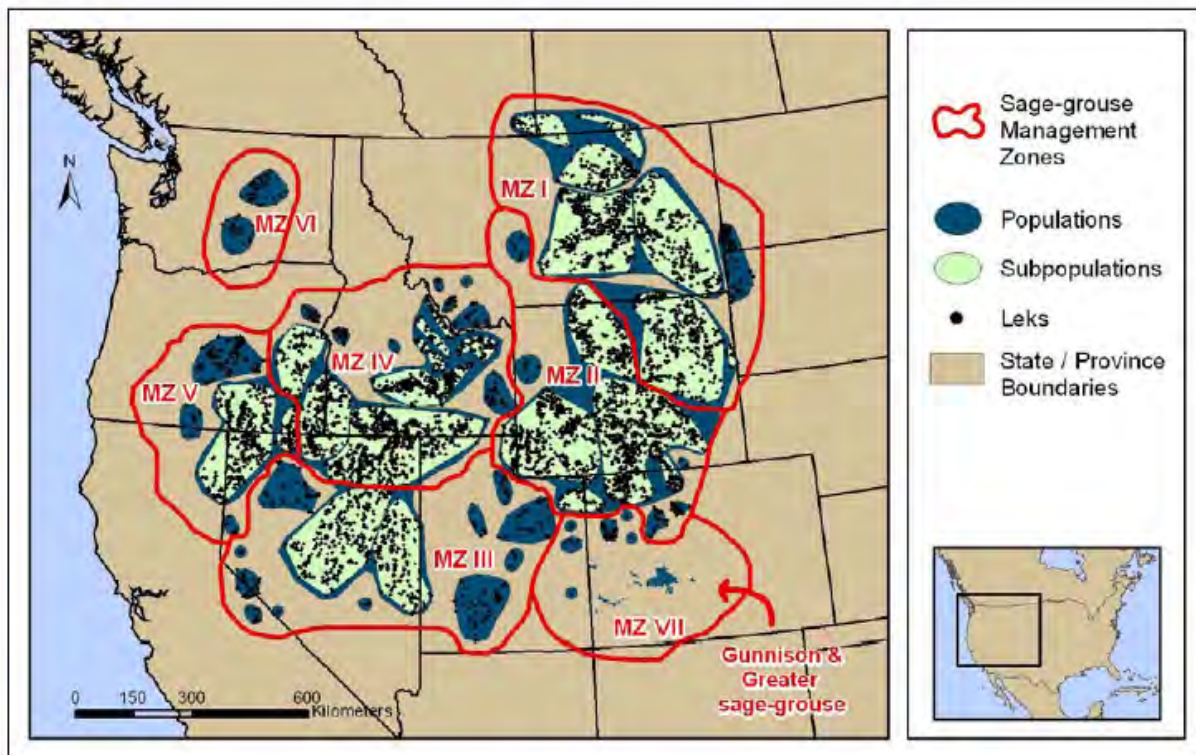 N
MZ I
MZ VI
MZ IV
MZ II
MZ V
MZ III
MZ VII
Gunnison &
Greater
sage-grouse
0 150 300 600
Kilometers
Sage-grouse
Management
Zones
Populations
Subpopulations
Leks
State / Province
Boundaries